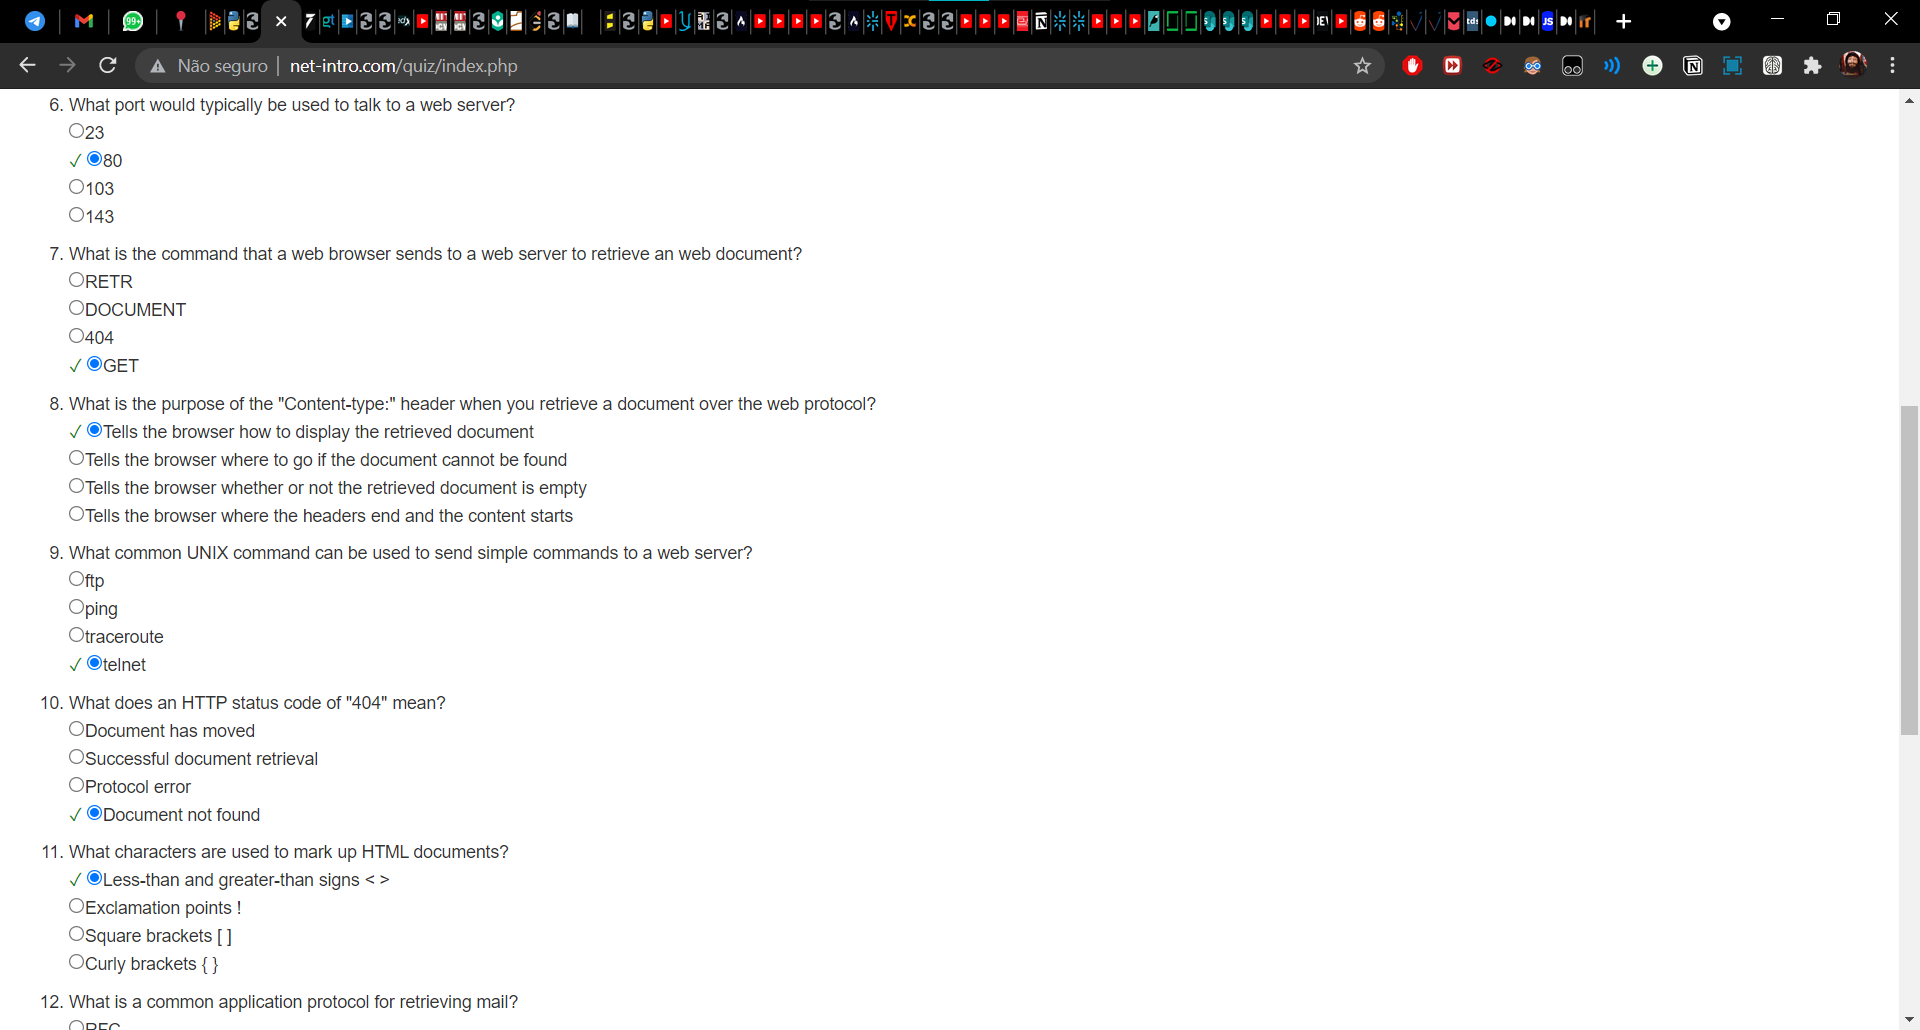 99+
Não seguro | net-intro.com/quiz/index.php
6. What port would typically be used to talk to a web server?
23
✓ 80
103
143
7. What is the command that a web browser sends to a web server to retrieve an web document?
RETR
DOCUMENT
404
✓ GET
8. What is the purpose of the "Content-type:" header when you retrieve a document over the web protocol?
✓ Tells the browser how to display the retrieved document
Tells the browser where to go if the document cannot be found
Tells the browser whether or not the retrieved document is empty
Tells the browser where the headers end and the content starts
9. What common UNIX command can be used to send simple commands to a web server?
ftp
ping
traceroute
✓ telnet
10. What does an HTTP status code of "404" mean?
Document has moved
Successful document retrieval
Protocol error
✓ Document not found
11. What characters are used to mark up HTML documents?
✓ Less-than and greater-than signs < >
Exclamation points !
Square brackets [ ]
Curly brackets { }
12. What is a common application protocol for retrieving mail?